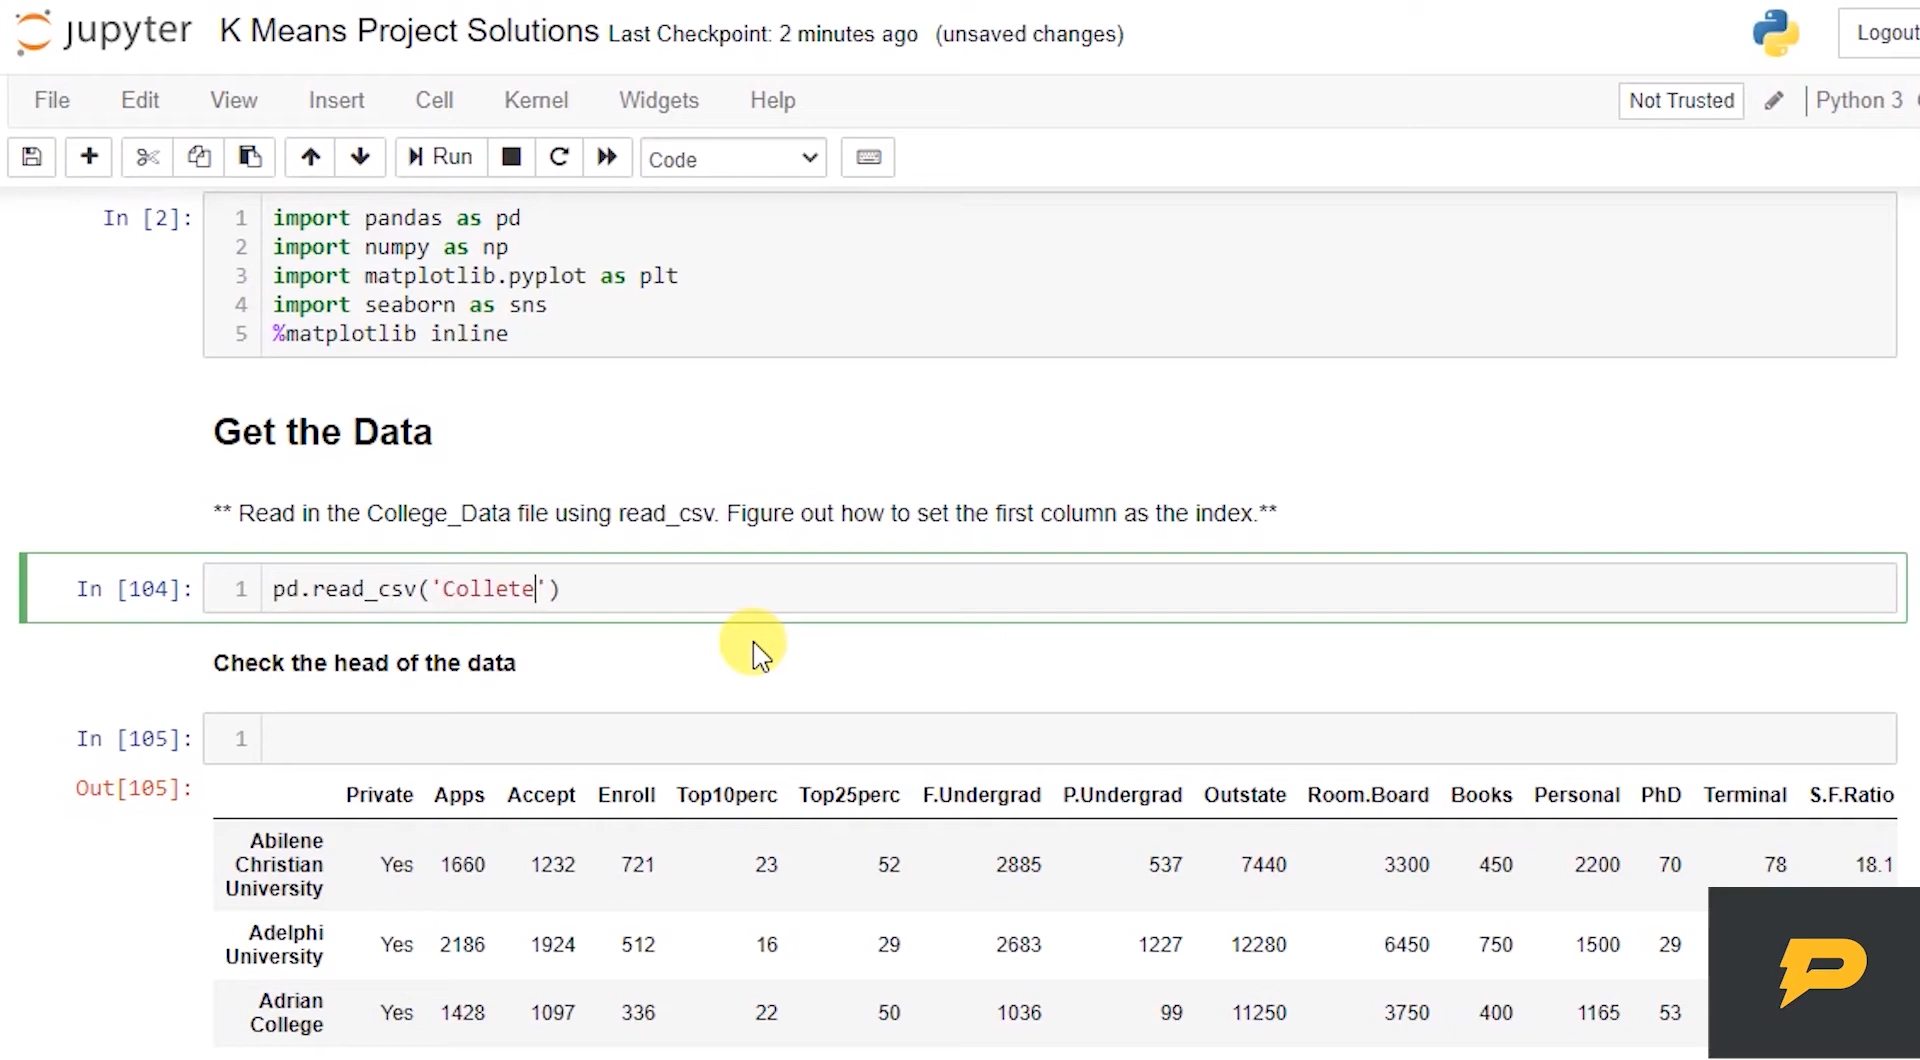 jupyter K Means Project Solutions Last Checkpoint: 2 minutes ago (unsaved changes)
Logout
File Edit View Insert Cell Kernel Widgets Help Not Trusted Python 3
Run Code
In [2]:
1 import pandas as pd
2 import numpy as np
3 import matplotlib.pyplot as plt
4 import seaborn as sns
5 %matplotlib inline
Get the Data
** Read in the College_Data file using read_csv. Figure out how to set the first column as the index.**
In [104]: 1 pd.read_csv('Collete')
Check the head of the data
In [105]: 1
Out[105]:
Private Apps Accept Enroll Top10perc Top25perc F.Undergrad P.Undergrad Outstate Room.Board Books Personal PhD Terminal S.F.Ratio
Abilene
Christian
University
Yes 1660 1232 721 23 52 2885 537 7440 3300 450 2200 70 78 18.1
Adelphi
University
Yes 2186 1924 512 16 29 2683 1227 12280 6450 750 1500 29
Adrian
College
Yes 1428 1097 336 22 50 1036 99 11250 3750 400 1165 53